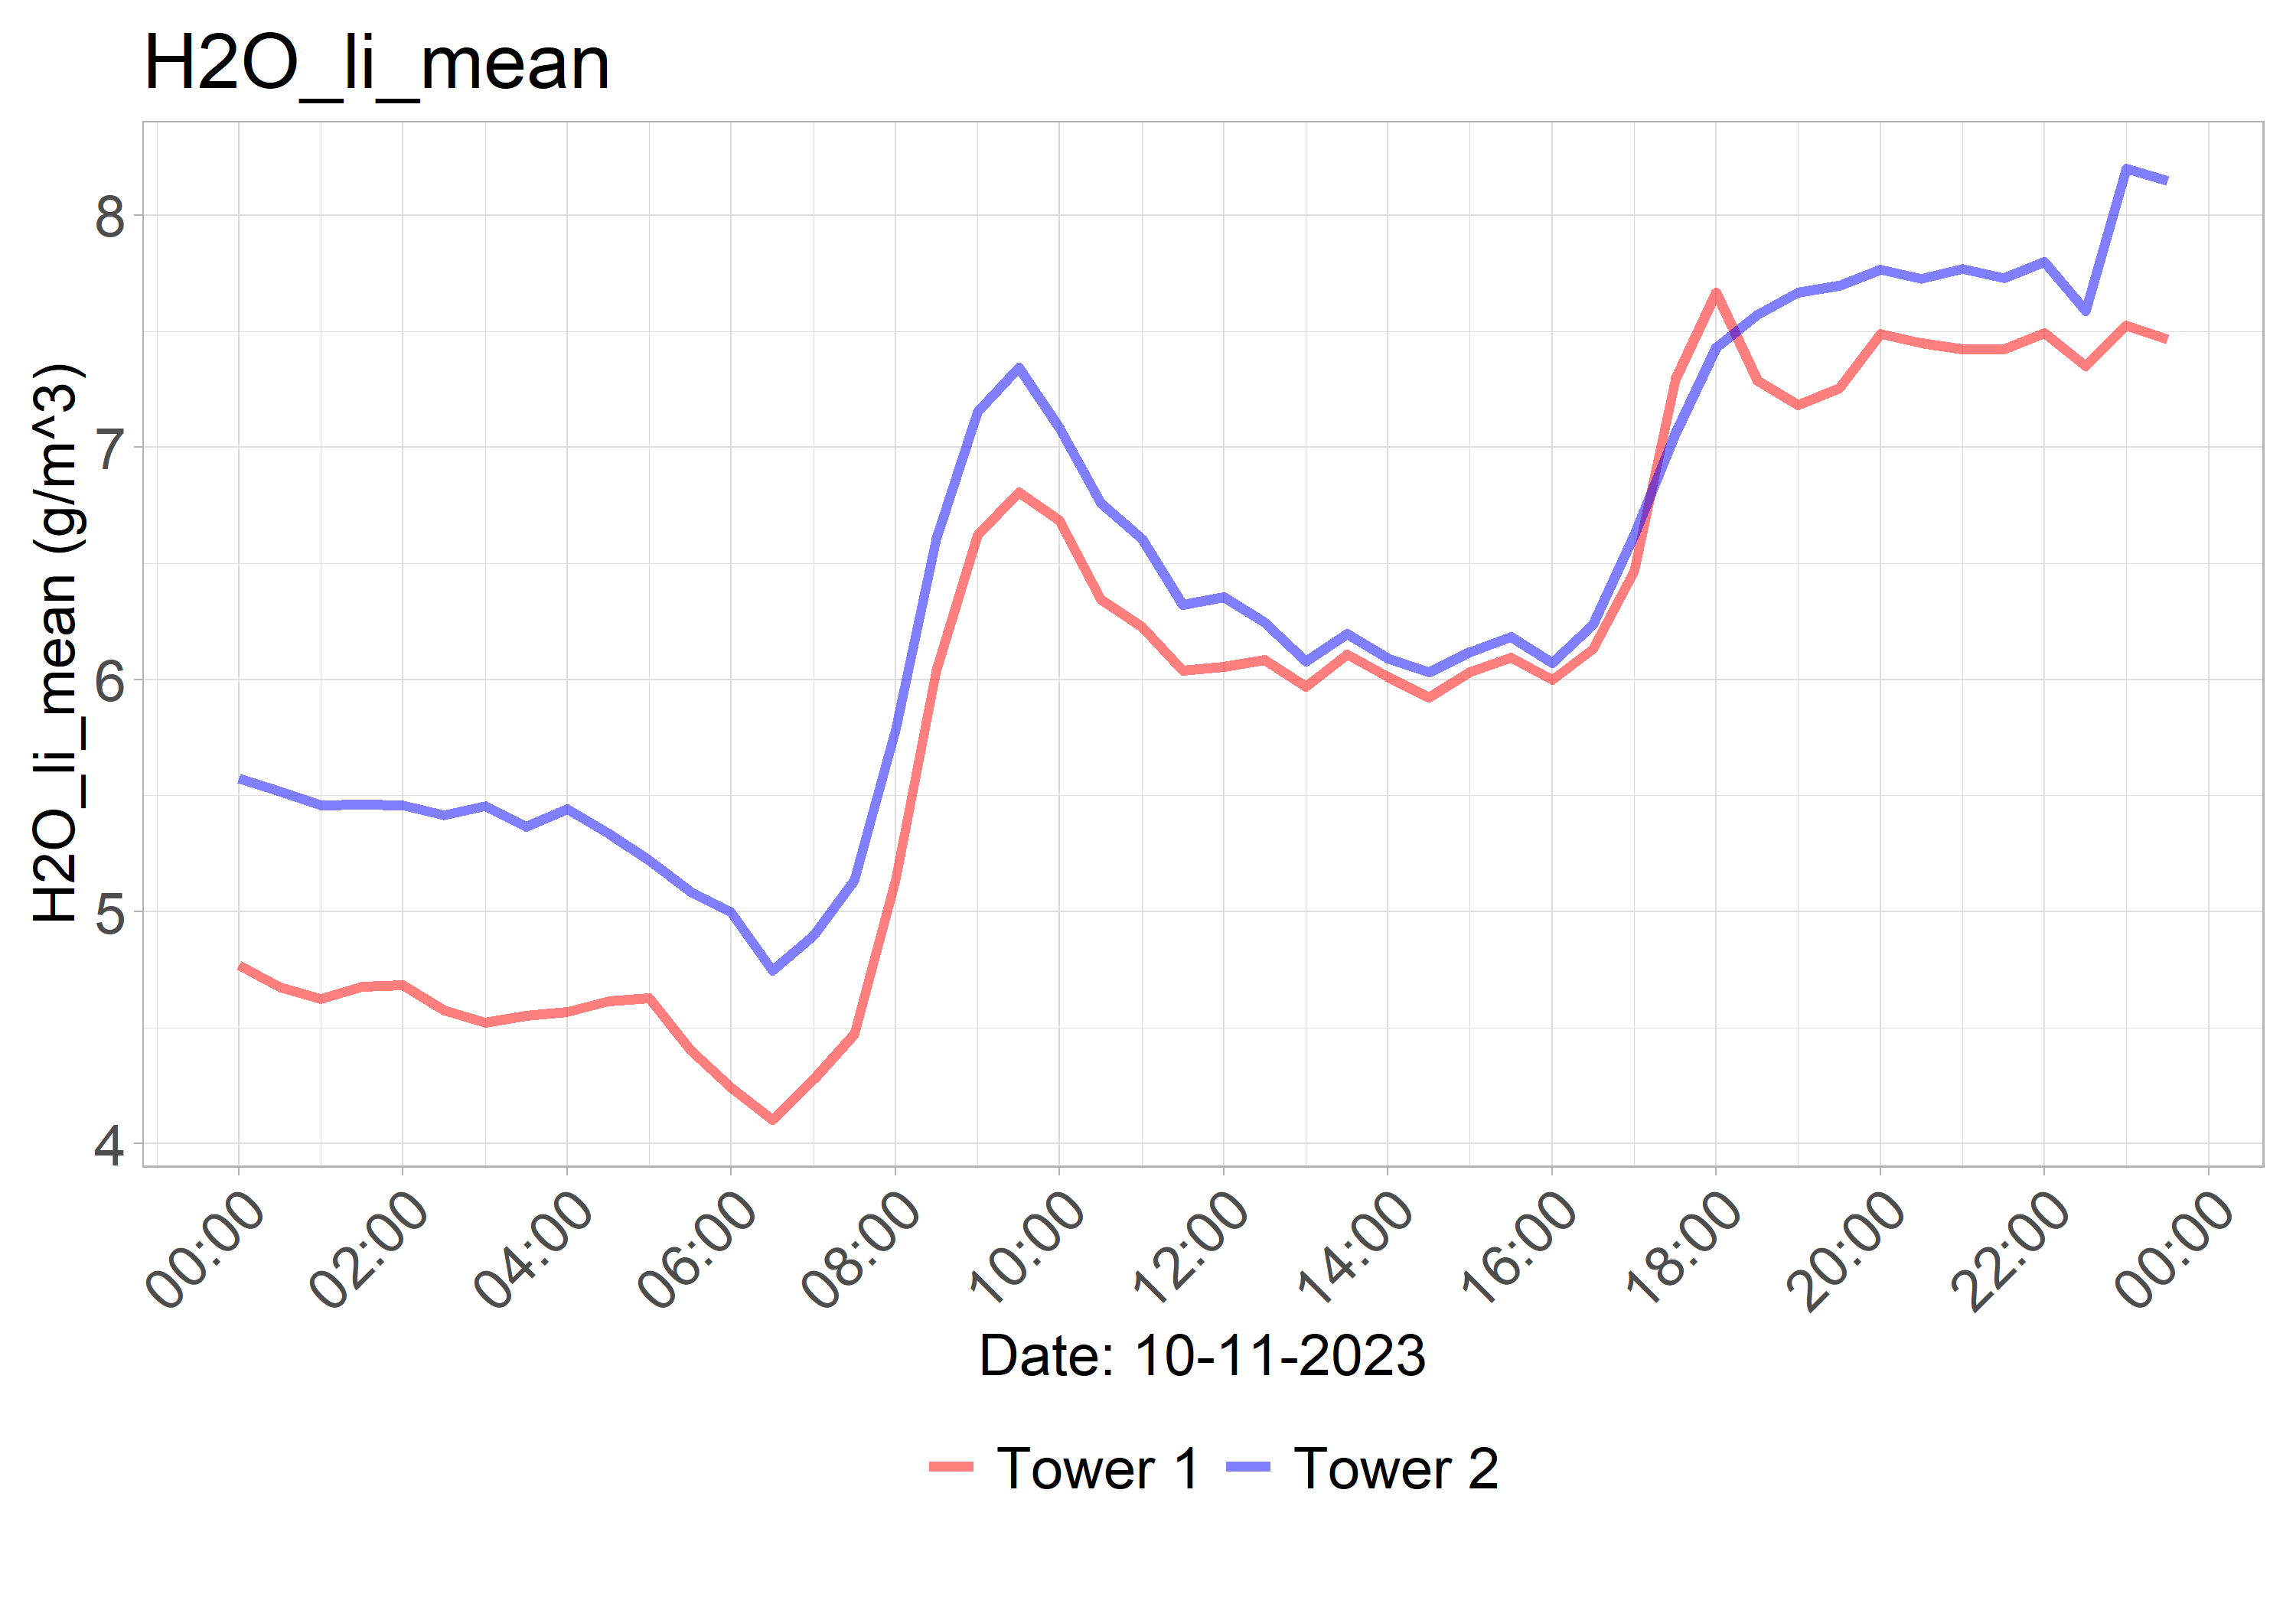 H2O_li_mean
H2O_li_mean (g/m^3)
8
7
6
5
4
00:00 02:00 04:00 06:00 08:00 10:00 12:00 14:00 16:00 18:00 20:00 22:00 00:00
Date: 10-11-2023
Tower 1 Tower 2